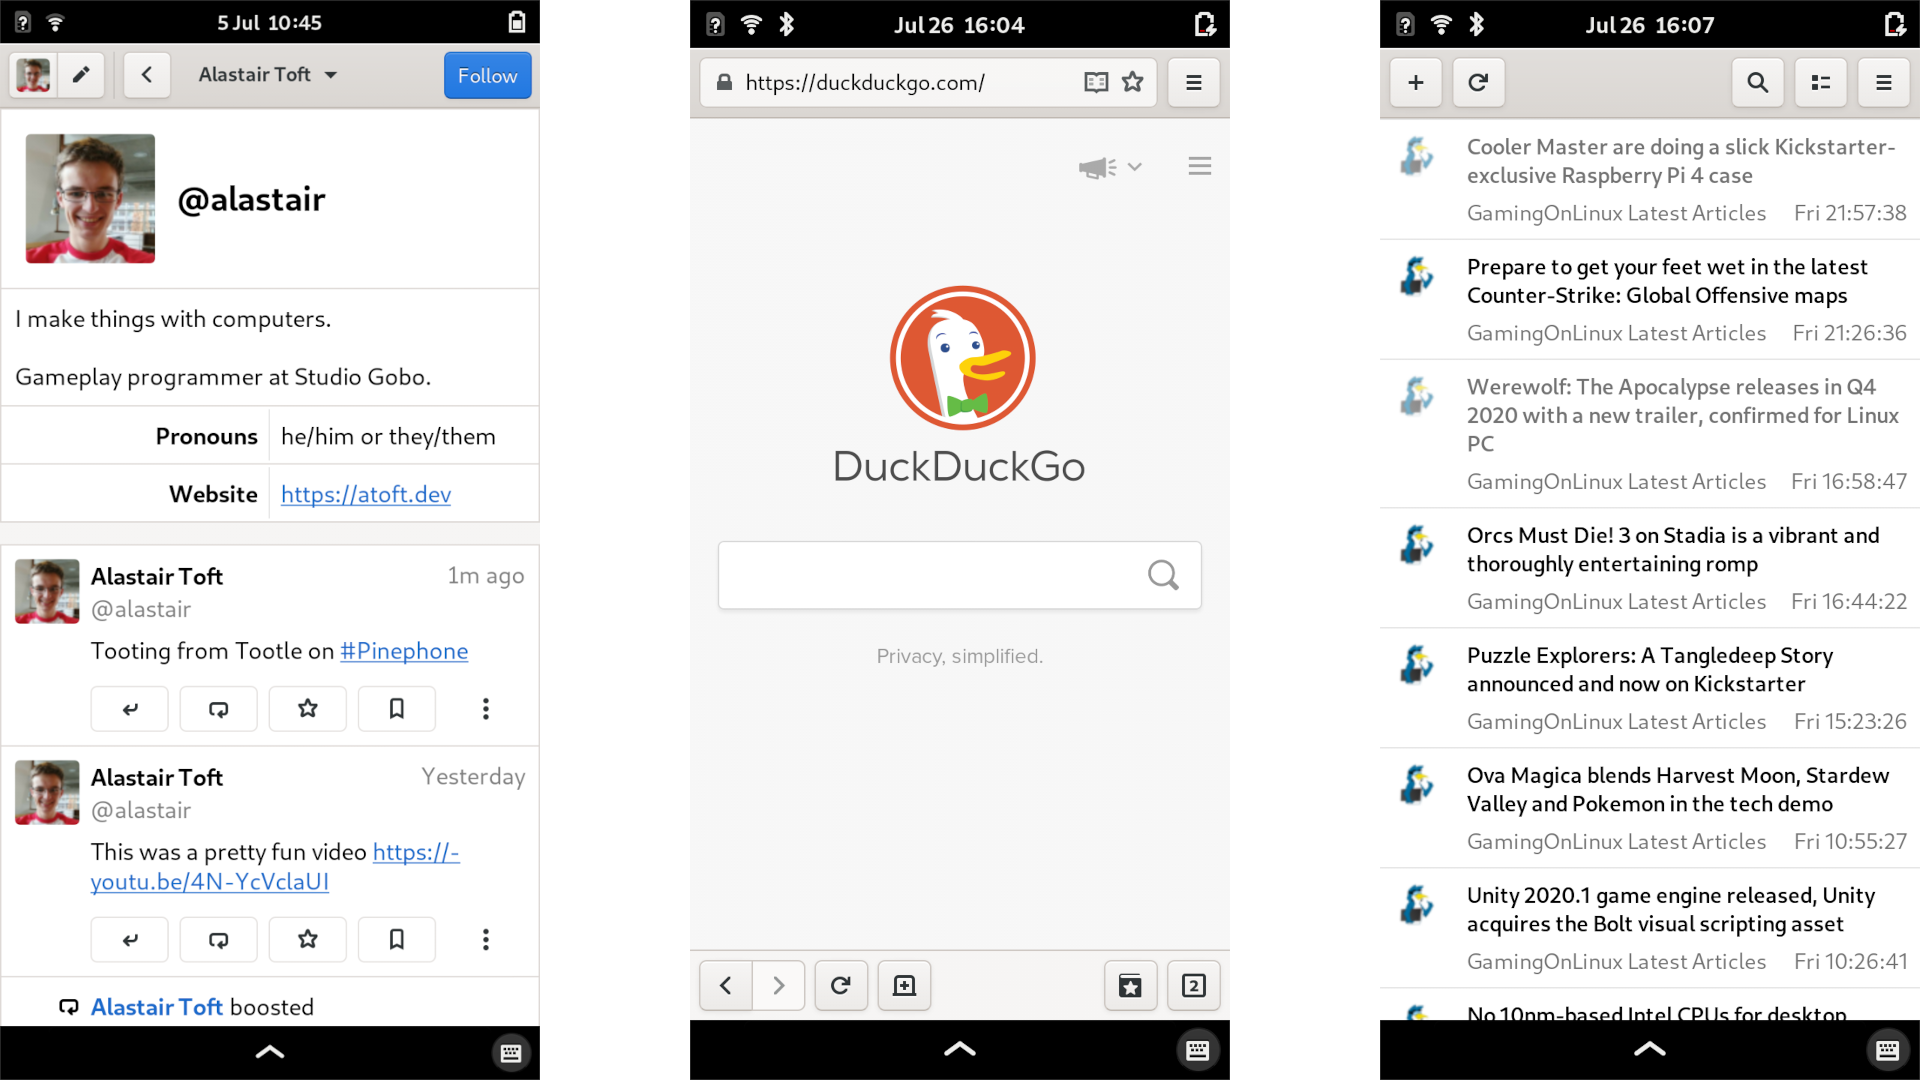 5 Jul 10:45
Alastair Toft
Follow
@alastair
I make things with computers.
Gameplay programmer at Studio Gobo.
Pronouns he/him or they/them
Website https://atoft.dev
Alastair Toft 1m ago
@alastair
Tooting from Tootle on #Pinephone
Alastair Toft Yesterday
@alastair
This was a pretty fun video https://-
youtu.be/4N-YcVclaUI
Alastair Toft boosted
Jul 26 16:04
https://duckduckgo.com/
DuckDuckGo
Privacy, simplified.
2
Jul 26 16:07
Cooler Master are doing a slick Kickstarter-
exclusive Raspberry Pi 4 case
GamingOnLinux Latest Articles Fri 21:57:38
Prepare to get your feet wet in the latest
Counter-Strike: Global Offensive maps
GamingOnLinux Latest Articles Fri 21:26:36
Werewolf: The Apocalypse releases in Q4
2020 with a new trailer, confirmed for Linux
PC
GamingOnLinux Latest Articles Fri 16:58:47
Orcs Must Die! 3 on Stadia is a vibrant and
thoroughly entertaining romp
GamingOnLinux Latest Articles Fri 16:44:22
Puzzle Explorers: A Tangledeep Story
announced and now on Kickstarter
GamingOnLinux Latest Articles Fri 15:23:26
Ova Magica blends Harvest Moon, Stardew
Valley and Pokemon in the tech demo
GamingOnLinux Latest Articles Fri 10:55:27
Unity 2020.1 game engine released, Unity
acquires the Bolt visual scripting asset
GamingOnLinux Latest Articles Fri 10:26:41
No 10nm-based Intel CPUs for desktop